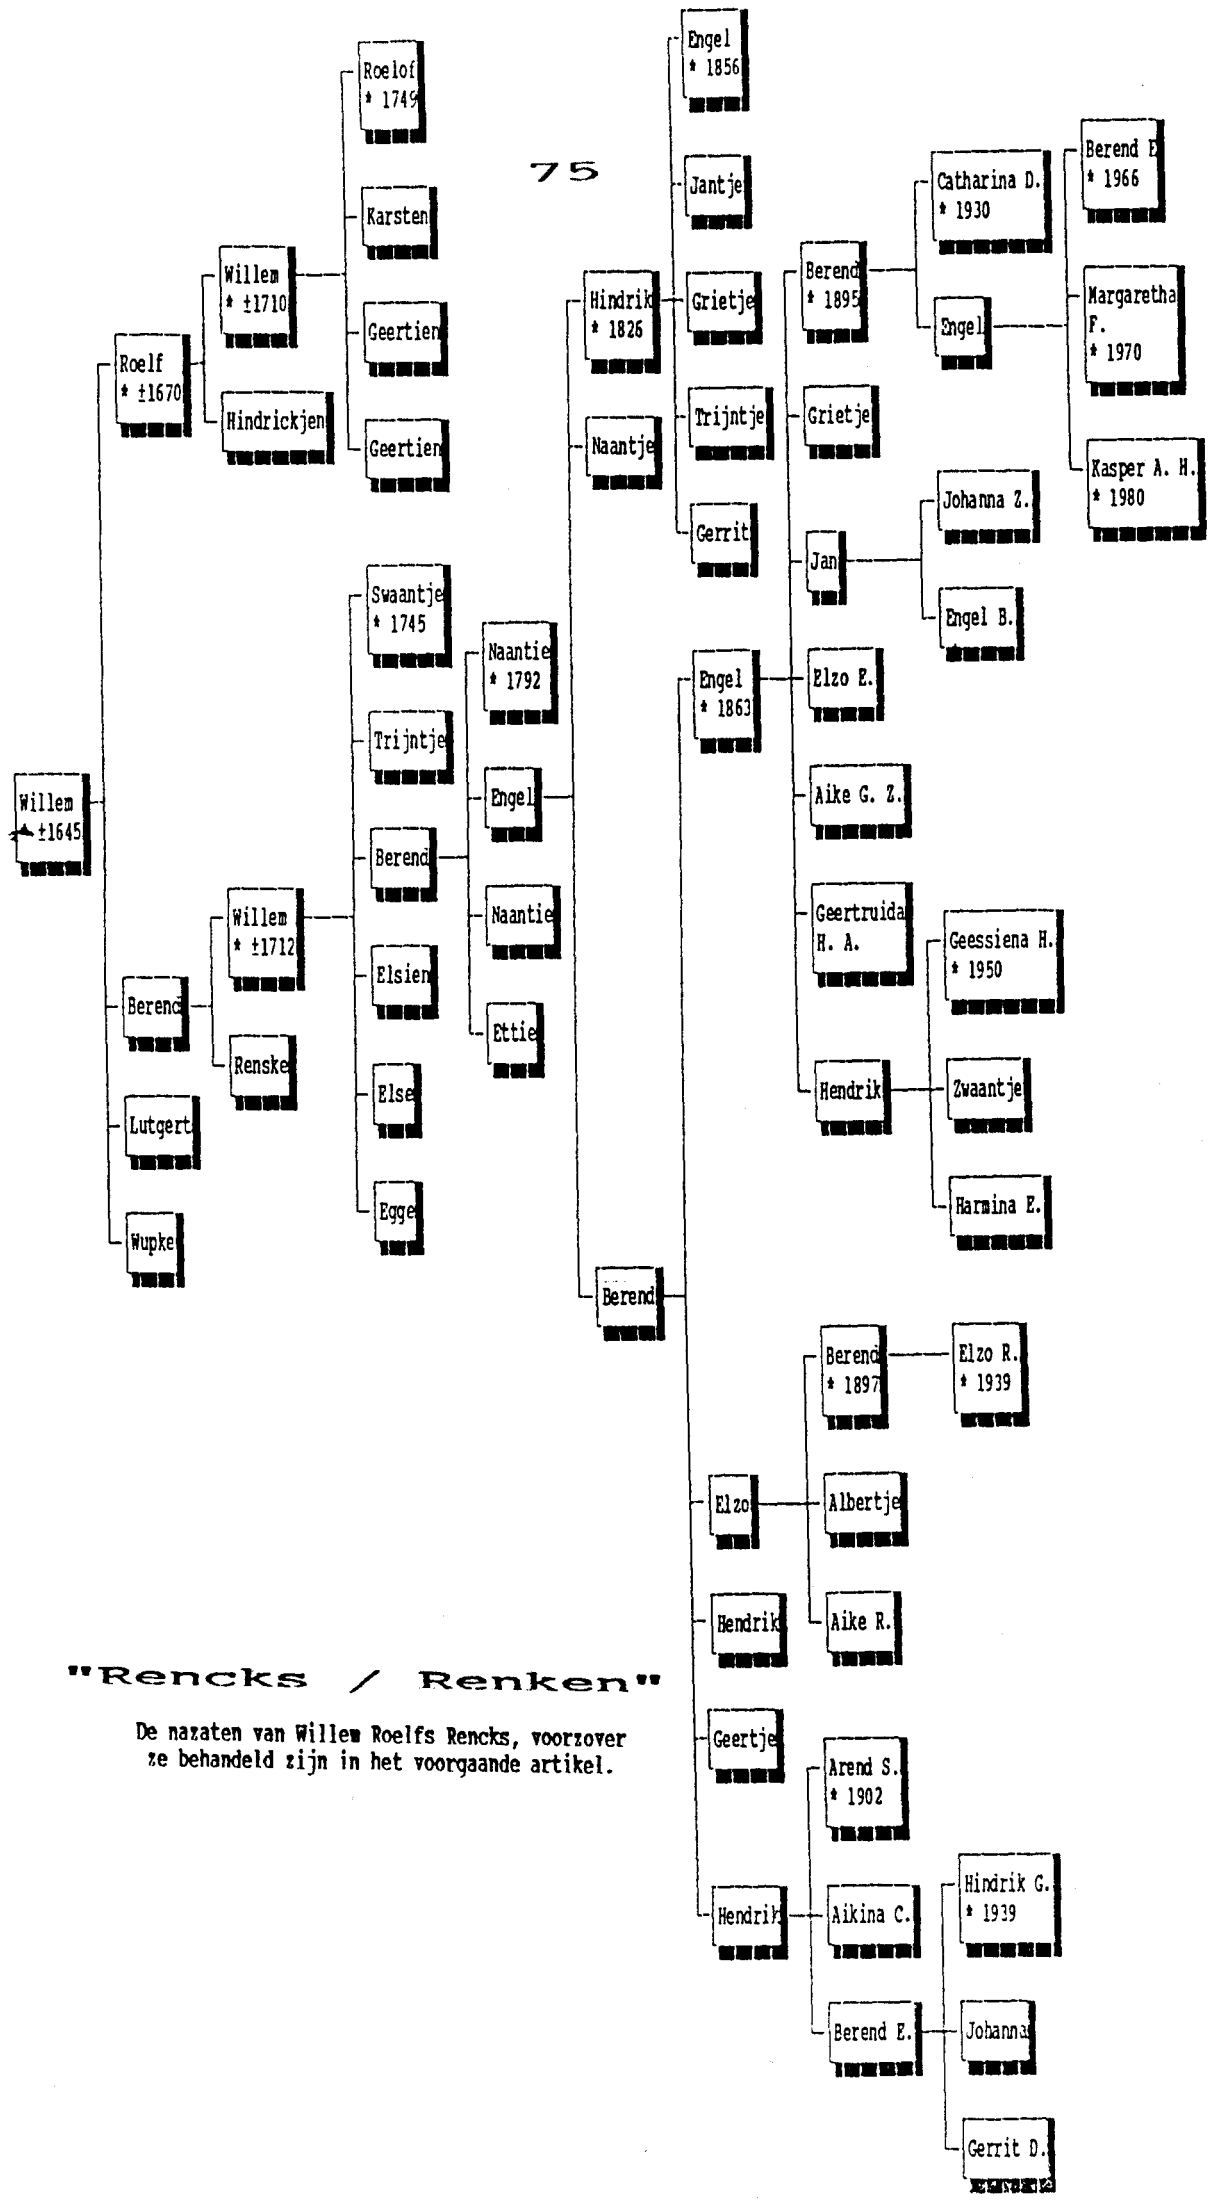 75
Willem
* ±1645
Roelf
* ±1670
Berend
Lutgert
Wupke
Willem
* ±1710
Hindrickjen
Willem
* ±1712
Renske
Roelof
* 1749
Karsten
Geertien
Geertien
Swaantje
* 1745
Trijntje
Berend
Elsien
Else
Egge
Naantie
* 1792
Engel
Naantie
Ettie
Hindrik
* 1826
Naantje
Berend
Engel
* 1856
Jantje
Grietje
Trijntje
Gerrit
Engel
* 1863
Elzo
Hendrik
Geertje
Hendrik
Berend
* 1895
Grietje
Jan
Elzo E.
Aike G. Z.
Geertruida
H. A.
Hendrik
Berend
* 1897
Albertje
Aike R.
Arend S.
* 1902
Aikina C.
Berend E.
Catharina D.
* 1930
Engel
Johanna Z.
Engel B.
Geessiena H.
* 1950
Zwaantje
Harmina E.
Elzo R.
* 1939
Hindrik G.
* 1939
Johanna
Gerrit D.
Berend E
* 1966
Margaretha
F.
* 1970
Kasper A. H.
* 1980
"Rencks / Renken"
De nazaten van Willem Roelfs Rencks, voorzover
ze behandeld zijn in het voorgaande artikel.